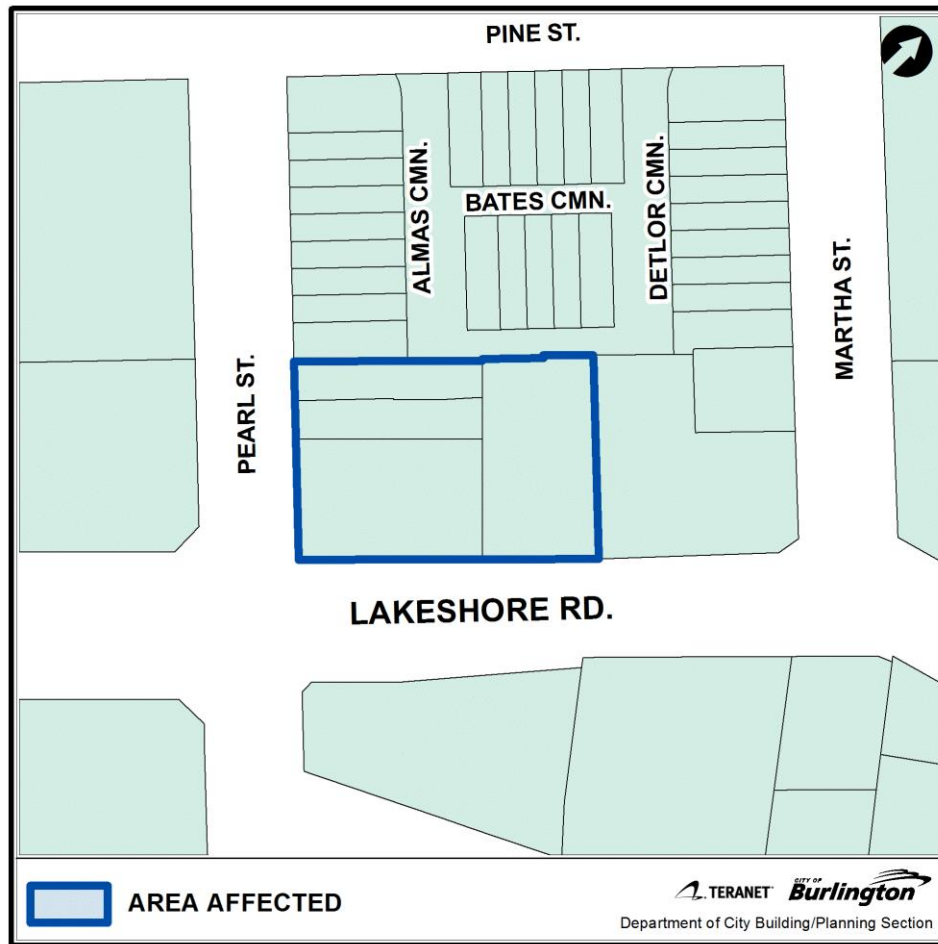 PINE ST.
ALMAS CMN.
BATES CMN.
DETLOR CMN.
MARTHA ST.
PEARL ST.
LAKESHORE RD.
AREA AFFECTED
TERANET
CITY OF
Burlington
Department of City Building/Planning Section